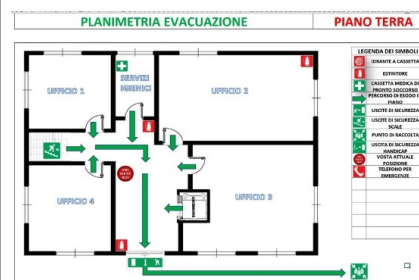 PLANIMETRIA EVACUAZIONE
PIANO TERRA
LEGENDA DEI SIMBOLI
IDRANTE A CASSETTA
ESTINTORE
CASSETTA MEDICA DI
PRONTO SOCCORSO
PERCORSO DI ESODO E
PIANO
USCITE DI SICUREZZA
USCITE DI SICUREZZA
SCALE
PUNTO DI RACCOLTA
USCITA DI SICUREZZA
HANDICAP
VOSTA ATTUALE
POSIZIONE
TELEFONO PER
EMERGENZE
UFFICIO 1
SERVIZI
IGIENICI
UFFICIO 2
UFFICIO 4
UFFICIO 3